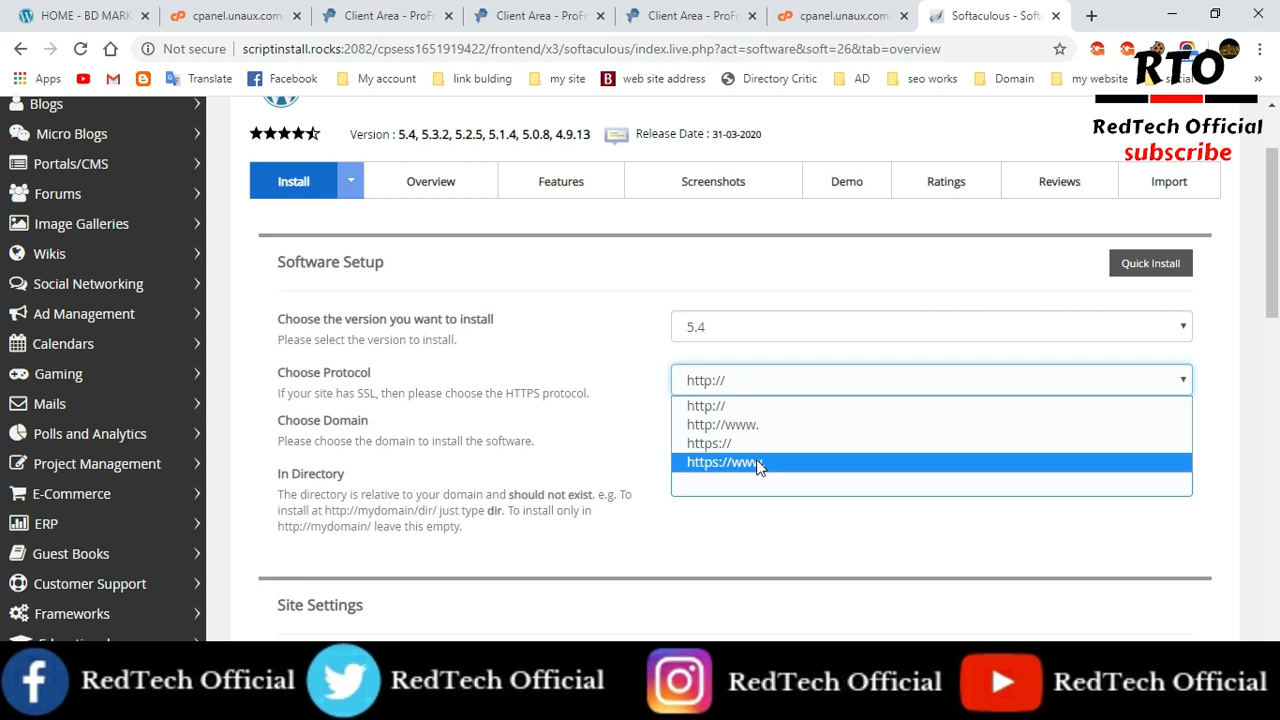 HOME - BD MARK
cpanel.unaux.com
Client Area - ProFr
Client Area - ProFr
Client Area - ProFr
cpanel.unaux.com
Softaculous - Softa
Not secure
scriptinstall.rocks:2082/cpsess1651919422/frontend/x3/softaculous/index.live.php?act=software&soft=26&tab=overview
Apps
Translate
Facebook
My account
link bulding
my site
web site address
Directory Critic
AD
seo works
Domain
my website
RTO
RedTech Official
subscribe
Blogs
Micro Blogs
Portals/CMS
Forums
Image Galleries
Wikis
Social Networking
Ad Management
Calendars
Gaming
Mails
Polls and Analytics
Project Management
E-Commerce
ERP
Guest Books
Customer Support
Frameworks
Version : 5.4, 5.3.2, 5.2.5, 5.1.4, 5.0.8, 4.9.13
Release Date : 31-03-2020
Install
Overview
Features
Screenshots
Demo
Ratings
Reviews
Import
Software Setup
Quick Install
Choose the version you want to install
Please select the version to install.
5.4
Choose Protocol
If your site has SSL, then please choose the HTTPS protocol.
http://
http://
http://www.
https://
https://www.
Choose Domain
Please choose the domain to install the software.
In Directory
The directory is relative to your domain and should not exist. e.g. To
install at http://mydomain/dir/ just type dir. To install only in
http://mydomain/ leave this empty.
Site Settings
RedTech Official
RedTech Official
RedTech Official
RedTech Official